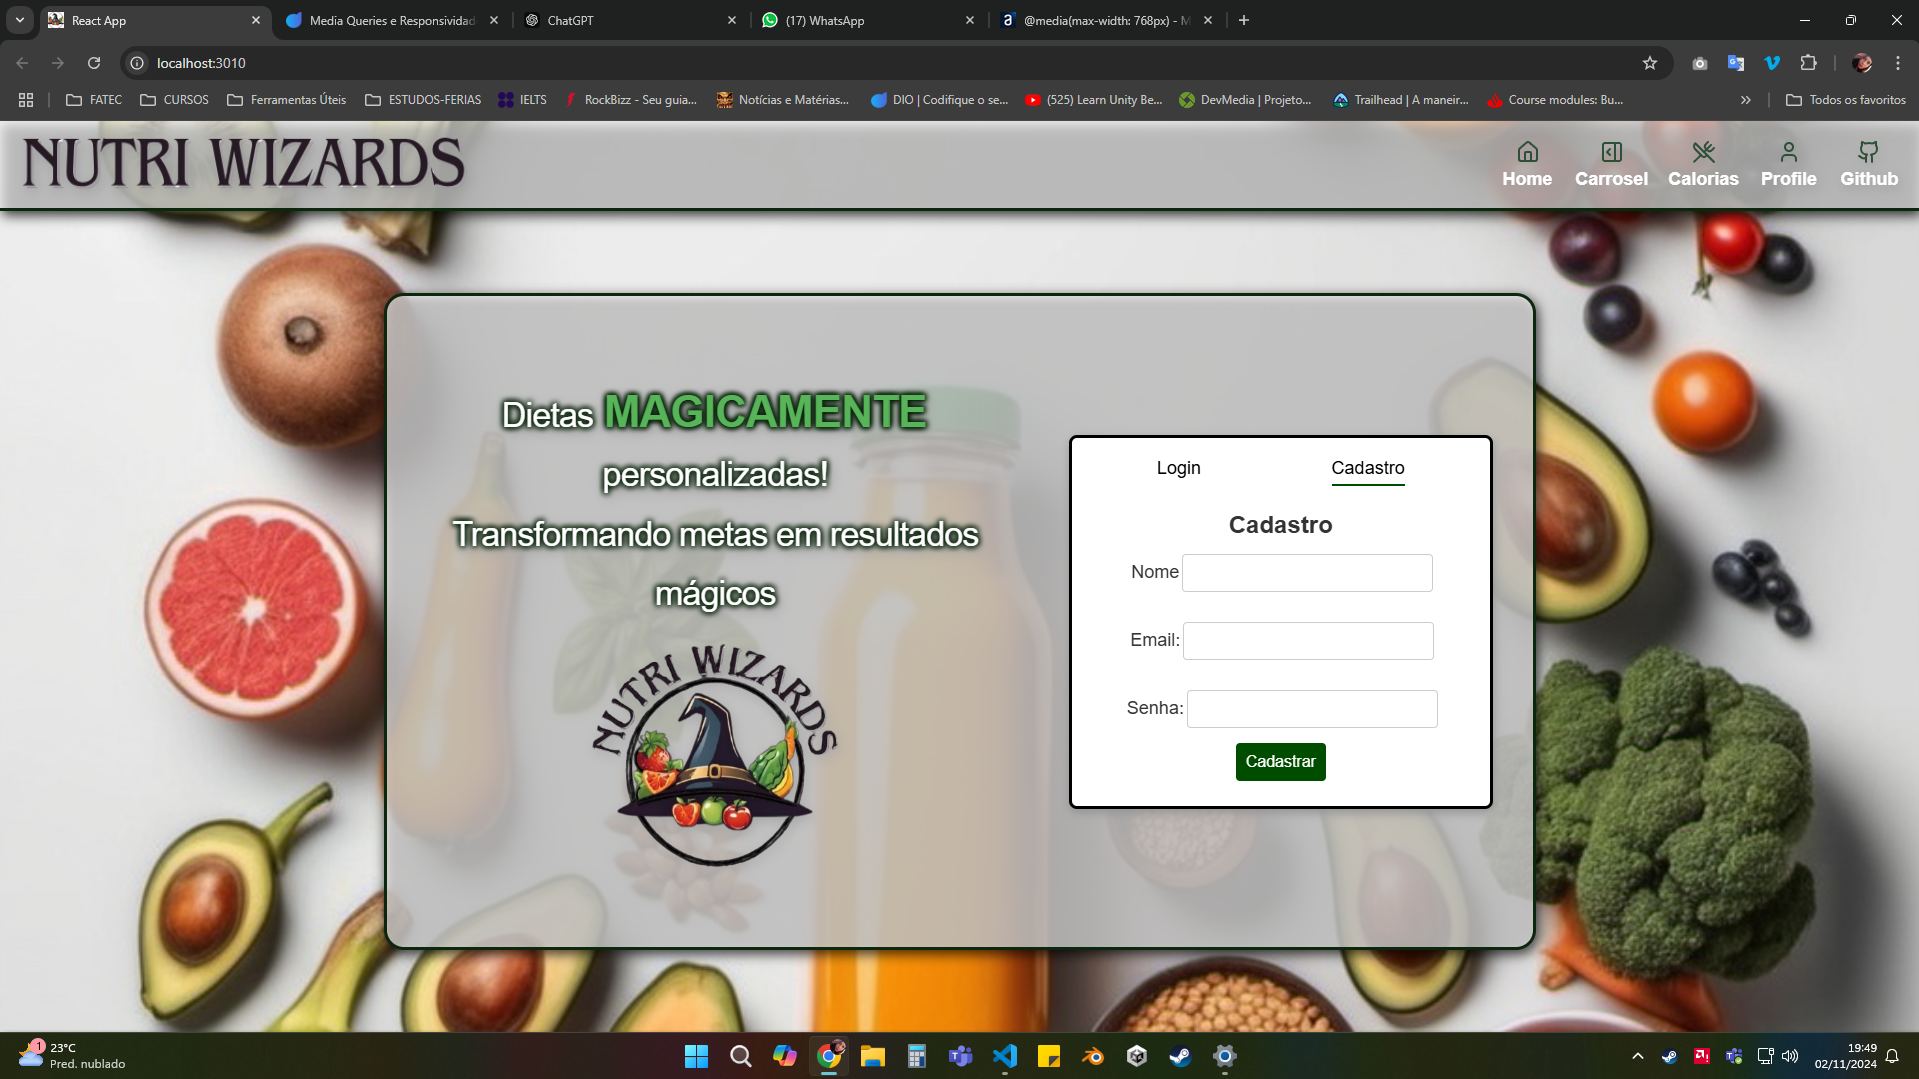 React App
Media Queries e Responsividad
ChatGPT
(17) WhatsApp
@media(max-width: 768px) - M
localhost:3010
FATEC
CURSOS
Ferramentas Úteis
ESTUDOS-FERIAS
IELTS
RockBizz - Seu guia...
Notícias e Matérias...
DIO | Codifique o se...
(525) Learn Unity Be...
DevMedia | Projeto...
Trailhead | A maneir...
Course modules: Bu...
Todos os favoritos
NUTRI WIZARDS
Home
Carrosel
Calorias
Profile
Github
Dietas MAGICAMENTE
personalizadas!
Transformando metas em resultados
mágicos
NUTRI WIZARDS
Login
Cadastro
Cadastro
Nome
Email:
Senha:
Cadastrar
1
23°C
Pred. nublado
19:49
02/11/2024